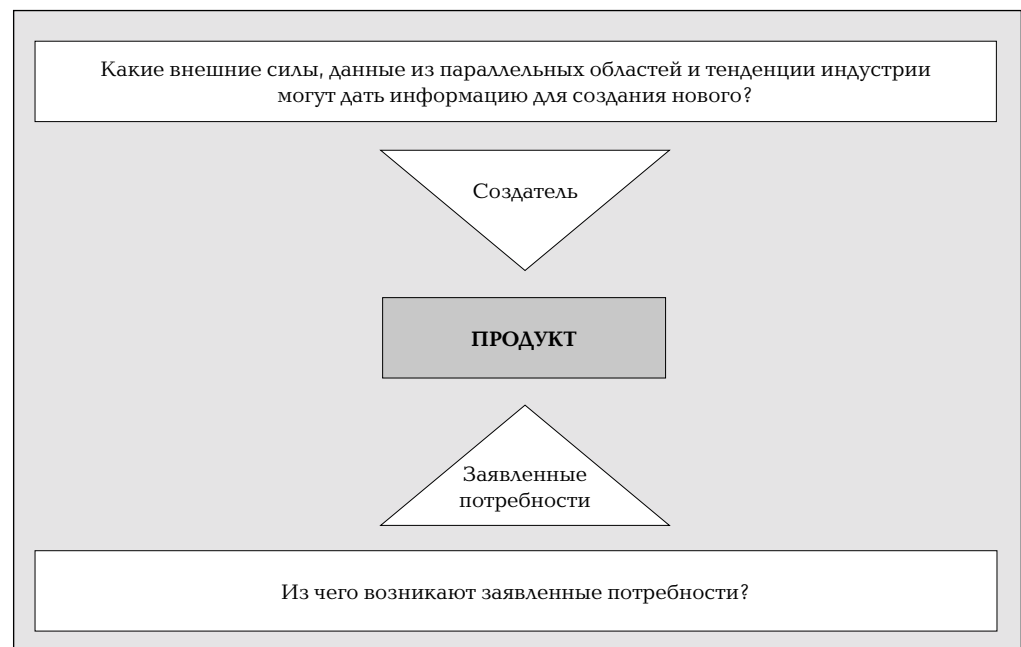 Какие внешние силы, данные из параллельных областей и тенденции индустрии
могут дать информацию для создания нового?
Создатель
ПРОДУКТ
Заявленные
потребности
Из чего возникают заявленные потребности?